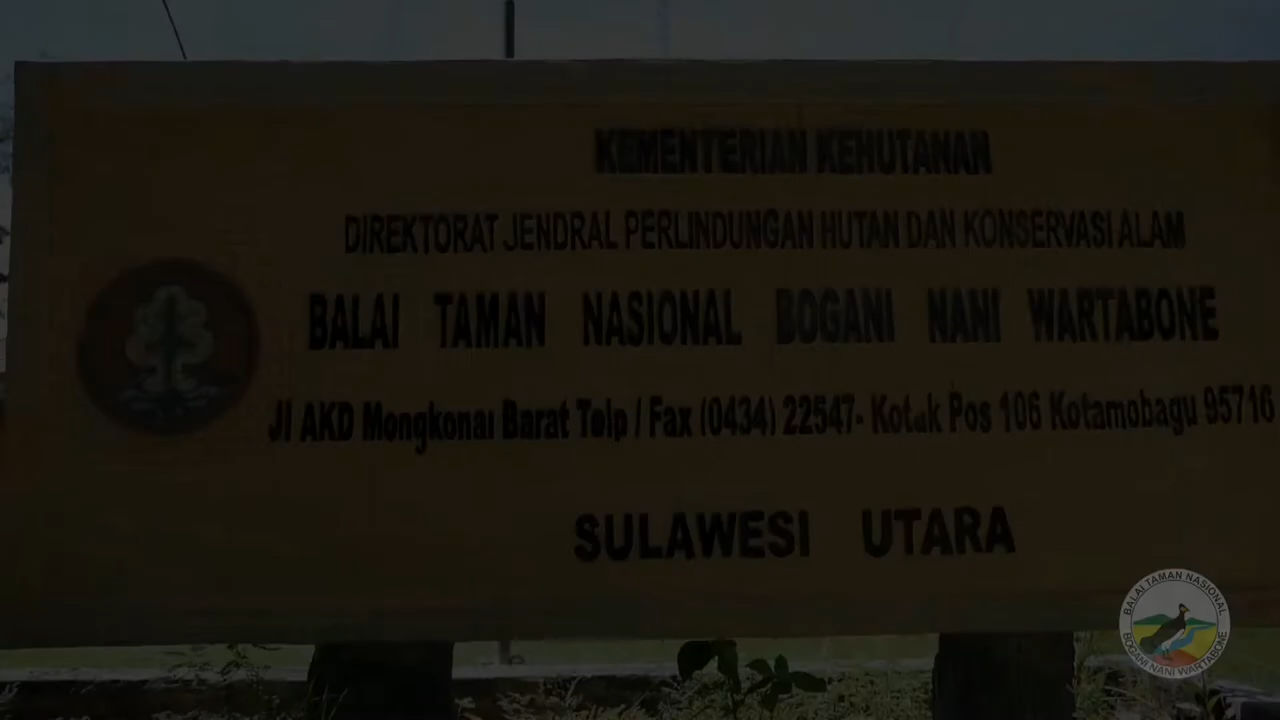 KEMENTERIAN KEHUTANAN
DIREKTORAT JENDRAL PERLINDUNGAN HUTAN DAN KONSERVASI ALAM
BALAI TAMAN NASIONAL BOGANI NANI WARTABONE
Jl AKD Mongkonai Barat Telp / Fax (0434) 22547- Kotak Pos 106 Kotamobagu 95716
SULAWESI UTARA
BALAI TAMAN NASIONAL
BOGANI NANI WARTABONE